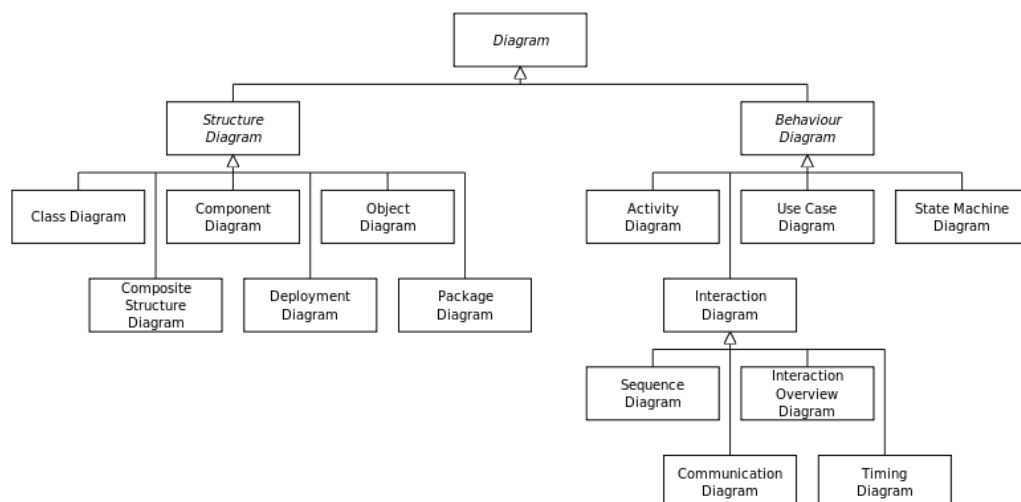 Diagram
Structure
Diagram
Behaviour
Diagram
Class Diagram
Component
Diagram
Object
Diagram
Activity
Diagram
Use Case
Diagram
State Machine
Diagram
Composite
Structure
Diagram
Deployment
Diagram
Package
Diagram
Interaction
Diagram
Sequence
Diagram
Interaction
Overview
Diagram
Communication
Diagram
Timing
Diagram